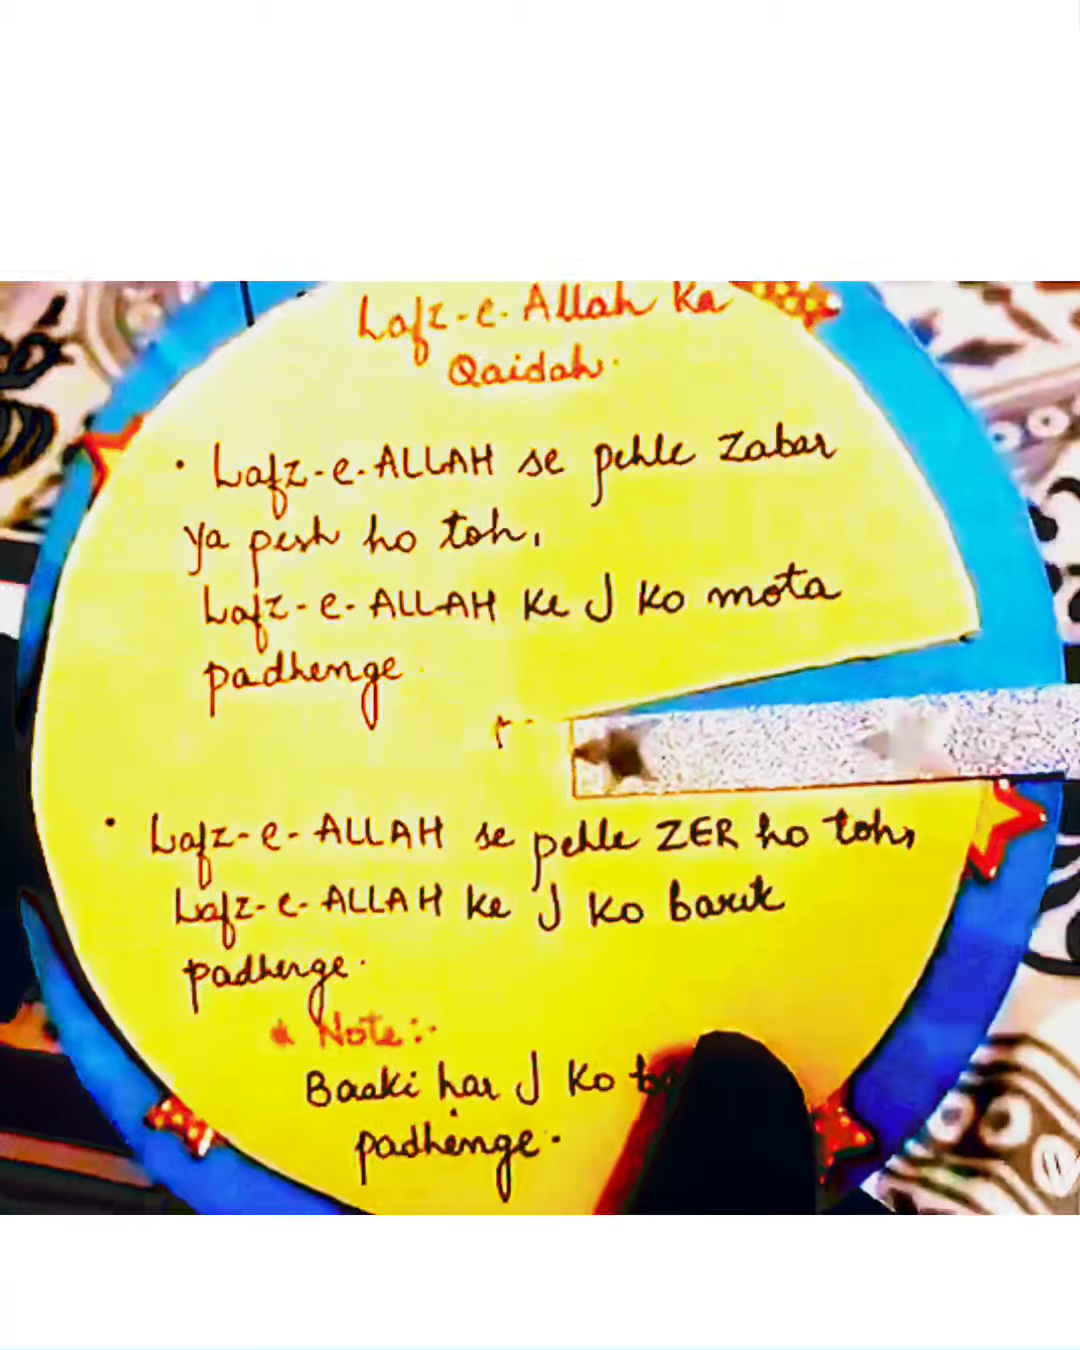 Lafz-e-Allah Ka
Qaidah.
• Lafz-e-ALLAH se pehle Zabar
ya pesh ho toh,
Lafz-e-ALLAH Ke ل Ko mota
padhenge.
• Lafz-e-ALLAH se pehle ZER ho toh,
Lafz-e-ALLAH ke ل Ko barik
padhenge.
* Note:-
Baaki har ل Ko
padhenge.